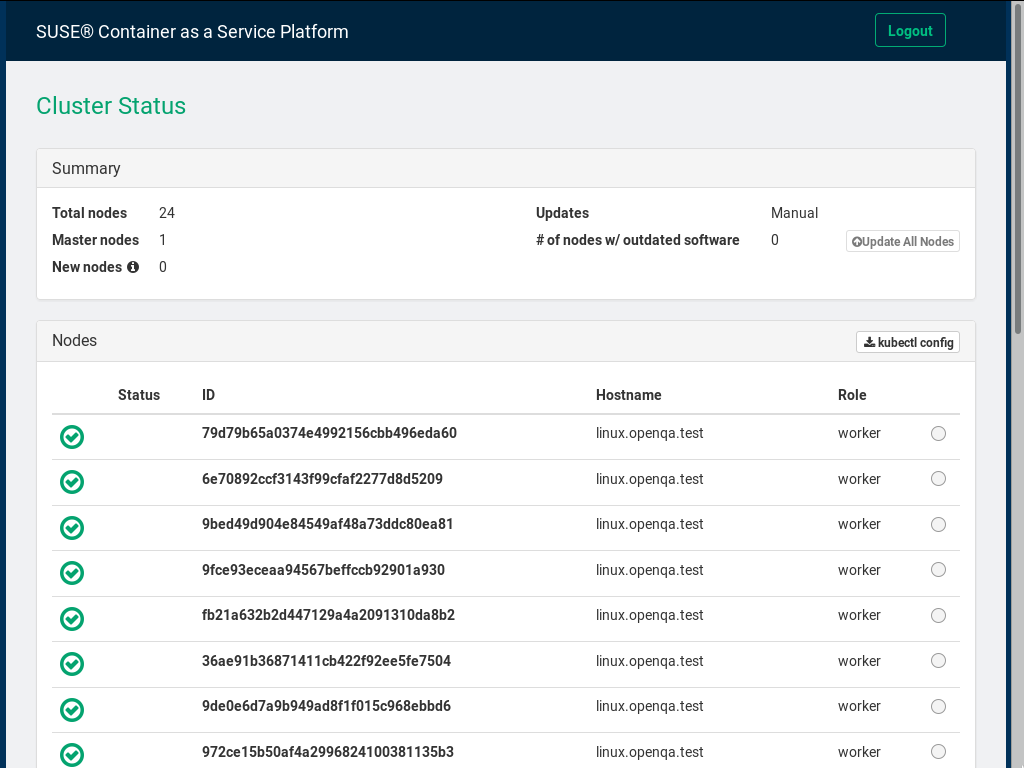 SUSE® Container as a Service Platform Logout
Cluster Status
Summary
Total nodes 24 Updates Manual
Master nodes 1 # of nodes w/ outdated software 0 Update All Nodes
New nodes 0
Nodes kubectl config
Status ID Hostname Role
79d79b65a0374e4992156cbb496eda60 linux.openqa.test worker
6e70892ccf3143f99cfaf2277d8d5209 linux.openqa.test worker
9bed49d904e84549af48a73ddc80ea81 linux.openqa.test worker
9fce93eceaa94567beffccb92901a930 linux.openqa.test worker
fb21a632b2d447129a4a2091310da8b2 linux.openqa.test worker
36ae91b36871411cb422f92ee5fe7504 linux.openqa.test worker
9de0e6d7a9b949ad8f1f015c968ebbd6 linux.openqa.test worker
972ce15b50af4a2996824100381135b3 linux.openqa.test worker